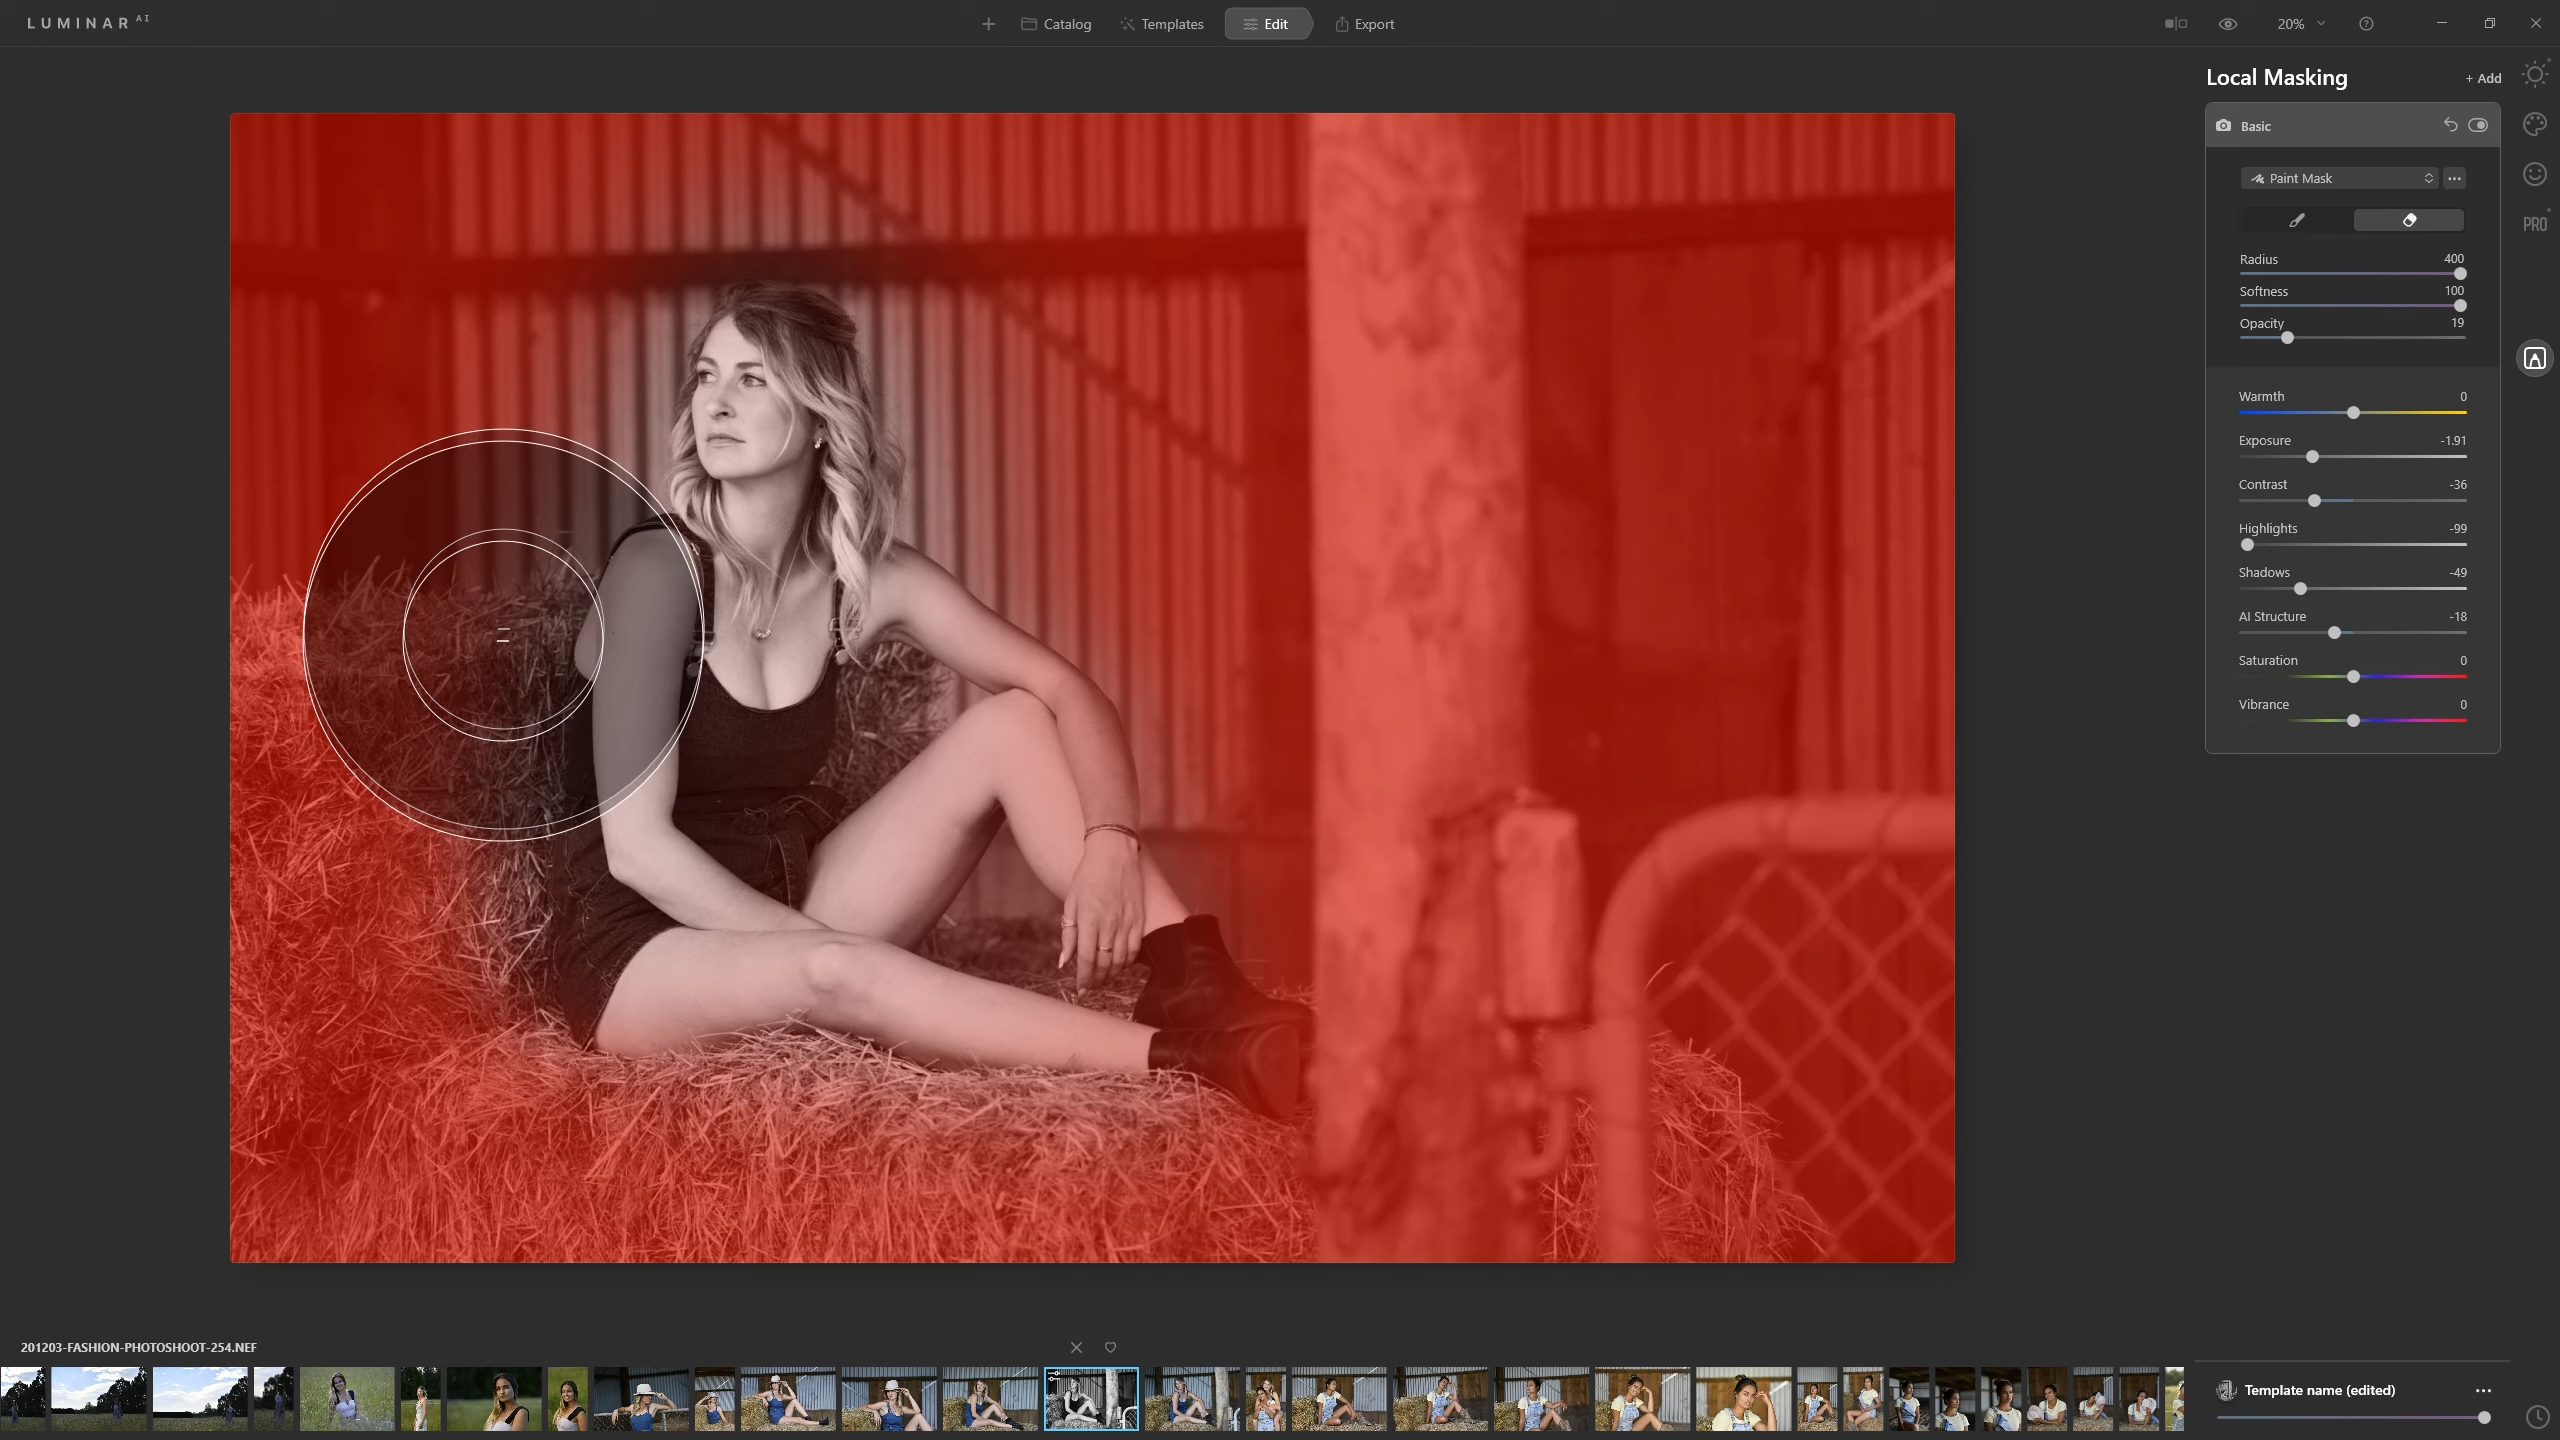 LUMINAR AI
Catalog
Templates
Edit
Export
20%
Local Masking
+ Add
Basic
Paint Mask
PRO
Radius 400
Softness 100
Opacity 19
Warmth 0
Exposure -1.91
Contrast -36
Highlights -99
Shadows -49
AI Structure -18
Saturation 0
Vibrance 0
201203-FASHION-PHOTOSHOOT-254.NEF
Template name (edited)